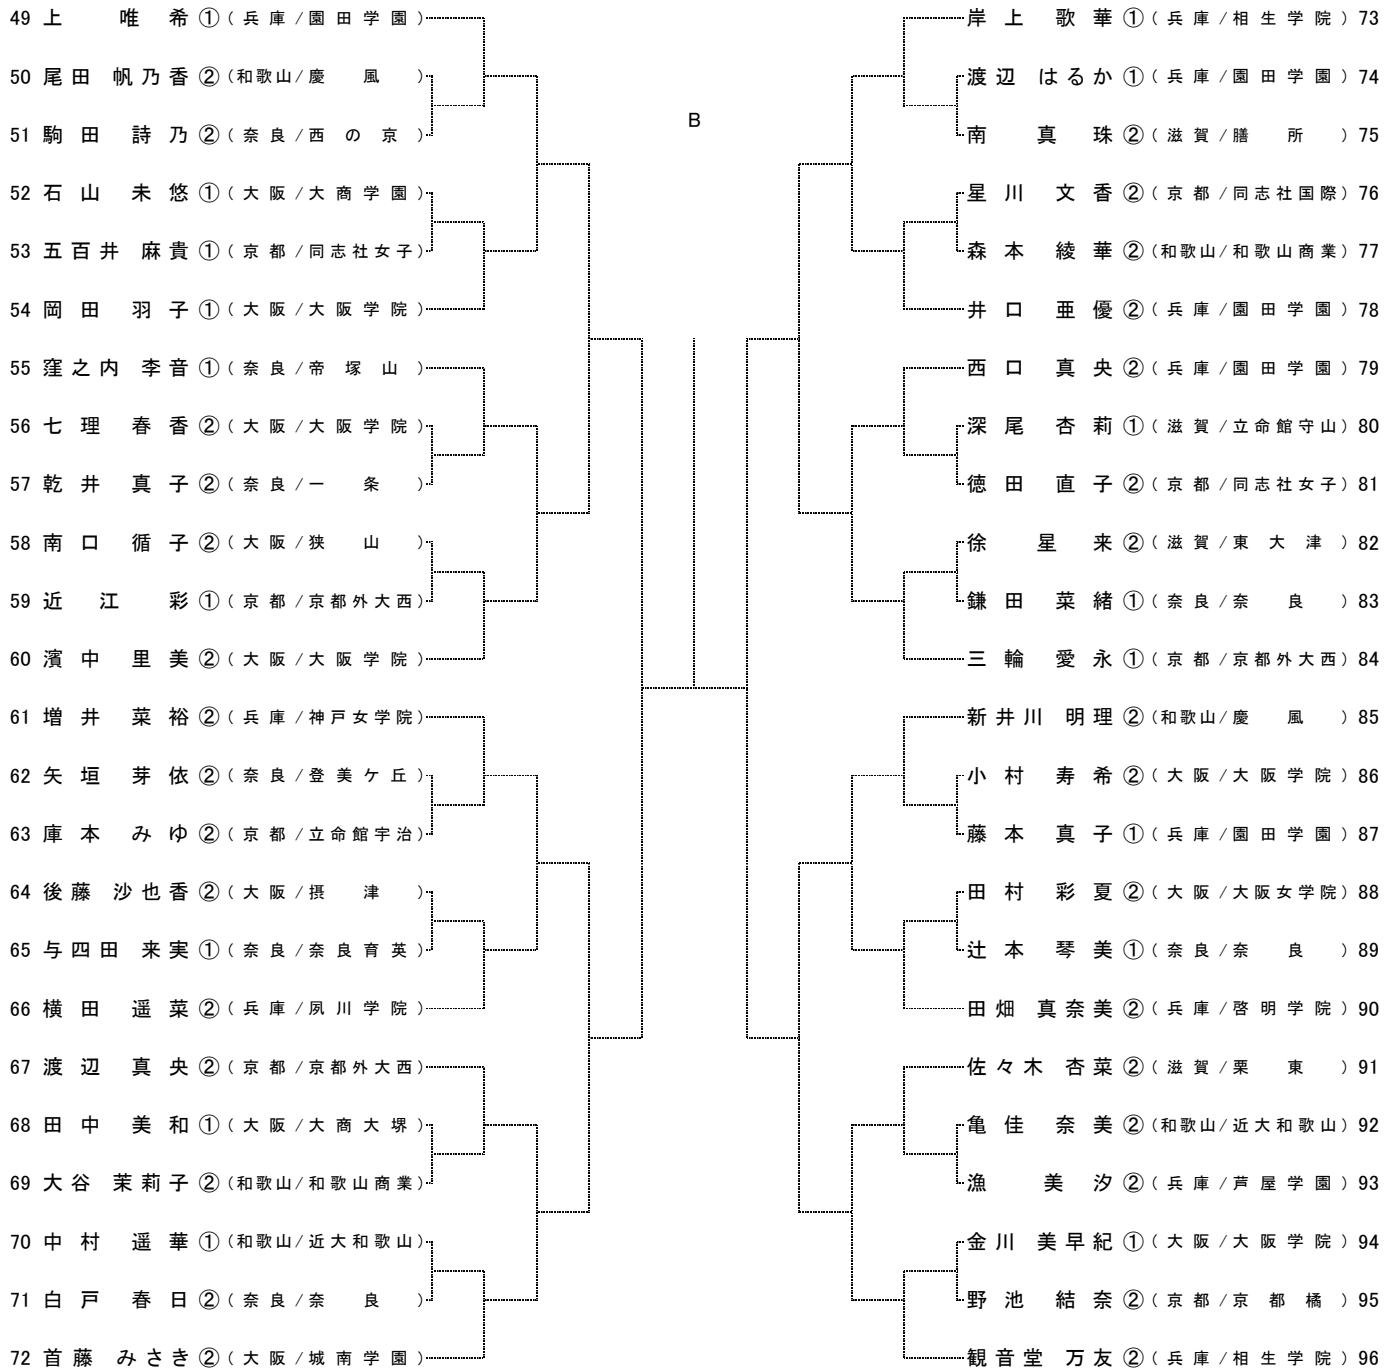 49 上 唯希 ① (兵庫/園田学園)
50 尾田 帆乃香 ② (和歌山/慶風)
51 駒田 詩乃 ② (奈良/西の京)
52 石山 未悠 ① (大阪/大商学園)
53 五百井 麻貴 ① (京都/同志社女子)
54 岡田 羽子 ① (大阪/大阪学院)
55 窪之内 李音 ① (奈良/帝塚山)
56 七理 春香 ② (大阪/大阪学院)
57 乾井 真子 ② (奈良/一条)
58 南口 循子 ② (大阪/狭山)
59 近江 彩 ① (京都/京都外大西)
60 濱中 里美 ② (大阪/大阪学院)
61 増井 菜裕 ② (兵庫/神戸女学院)
62 矢垣 芽依 ② (奈良/登美ケ丘)
63 庫本 みゆ ② (京都/立命館宇治)
64 後藤 沙也香 ② (大阪/摂津)
65 与四田 来実 ① (奈良/奈良育英)
66 横田 遥菜 ② (兵庫/夙川学院)
67 渡辺 真央 ② (京都/京都外大西)
68 田中 美和 ① (大阪/大商大堺)
69 大谷 茉莉子 ② (和歌山/和歌山商業)
70 中村 遥華 ① (和歌山/近大和歌山)
71 白戸 春日 ② (奈良/奈良)
72 首藤 みさき ② (大阪/城南学園)
B
岸上 歌華 ① (兵庫/相生学院) 73
渡辺 はるか ① (兵庫/園田学園) 74
南 真珠 ② (滋賀/膳所) 75
星川 文香 ② (京都/同志社国際) 76
森本 綾華 ② (和歌山/和歌山商業) 77
井口 亜優 ② (兵庫/園田学園) 78
西口 真央 ② (兵庫/園田学園) 79
深尾 杏莉 ① (滋賀/立命館守山) 80
徳田 直子 ② (京都/同志社女子) 81
徐 星来 ② (滋賀/東大津) 82
鎌田 菜緒 ① (奈良/奈良) 83
三輪 愛永 ① (京都/京都外大西) 84
新井川 明理 ② (和歌山/慶風) 85
小村 寿希 ② (大阪/大阪学院) 86
藤本 真子 ① (兵庫/園田学園) 87
田村 彩夏 ② (大阪/大阪女学院) 88
辻本 琴美 ① (奈良/奈良) 89
田畑 真奈美 ② (兵庫/啓明学院) 90
佐々木 杏菜 ② (滋賀/栗東) 91
亀佳 奈美 ② (和歌山/近大和歌山) 92
漁 美汐 ② (兵庫/芦屋学園) 93
金川 美早紀 ① (大阪/大阪学院) 94
野池 結奈 ② (京都/京都橘) 95
観音堂 万友 ② (兵庫/相生学院) 96